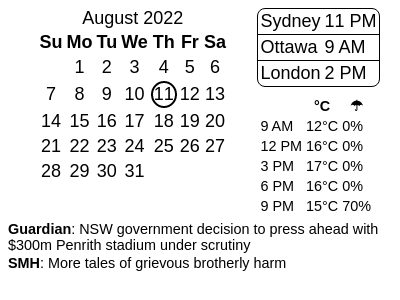 August 2022
Su Mo Tu We Th Fr Sa
1 2 3 4 5 6
7 8 9 10 11 12 13
14 15 16 17 18 19 20
21 22 23 24 25 26 27
28 29 30 31
Sydney 11 PM
Ottawa 9 AM
London 2 PM
°C ☂
9 AM 12°C 0%
12 PM 16°C 0%
3 PM 17°C 0%
6 PM 16°C 0%
9 PM 15°C 70%
Guardian: NSW government decision to press ahead with
$300m Penrith stadium under scrutiny
SMH: More tales of grievous brotherly harm